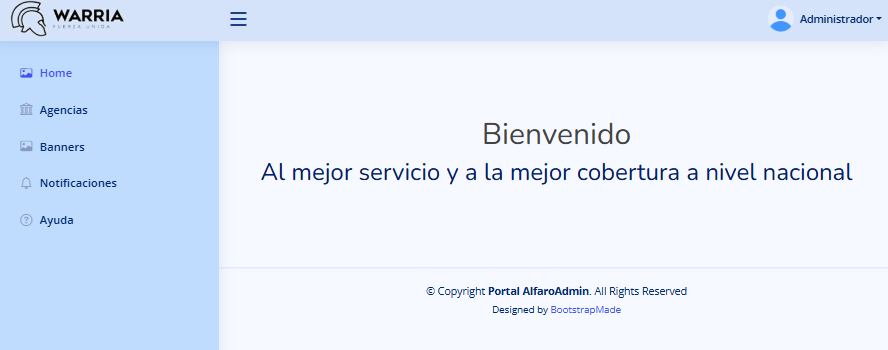 WARRIA
FUERZA UNIDA
Administrador
Home
Agencias
Banners
Notificaciones
Ayuda
Bienvenido
Al mejor servicio y a la mejor cobertura a nivel nacional
© Copyright Portal AlfaroAdmin. All Rights Reserved
Designed by BootstrapMade